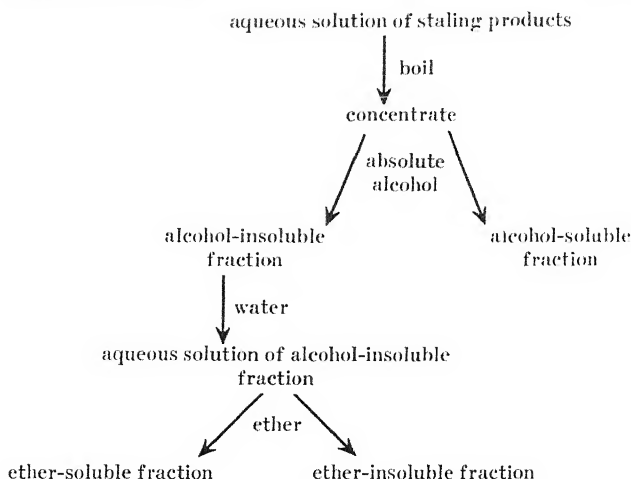 aqueous solution of staling products
boil
concentrate
absolute
alcohol
alcohol-insoluble
fraction
alcohol-soluble
fraction
water
aqueous solution of alcohol-insoluble
fraction
ether
ether-soluble fraction
ether-insoluble fraction